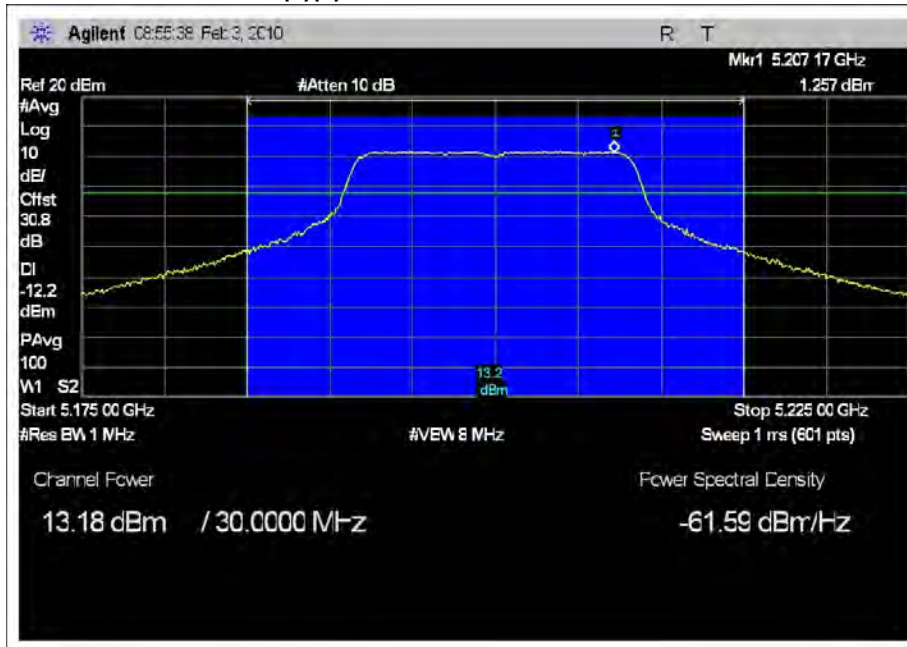 Agilent 08:55:38 Feb 3, 2010 R T
Mkr1 5.207 17 GHz
Ref 20 dBm #Atten 10 dB 1.257 dBm
#Avg
Log
10
dB/
Offst
30.8
dB
DI
-12.2
dBm
PAvg
100
W1 S2
1
13.2
dBm
Start 5.175 00 GHz Stop 5.225 00 GHz
#Res BW 1 MHz #VBW 8 MHz Sweep 1 ms (601 pts)
Channel Power Power Spectral Density
13.18 dBm / 30.0000 MHz -61.59 dBm/Hz